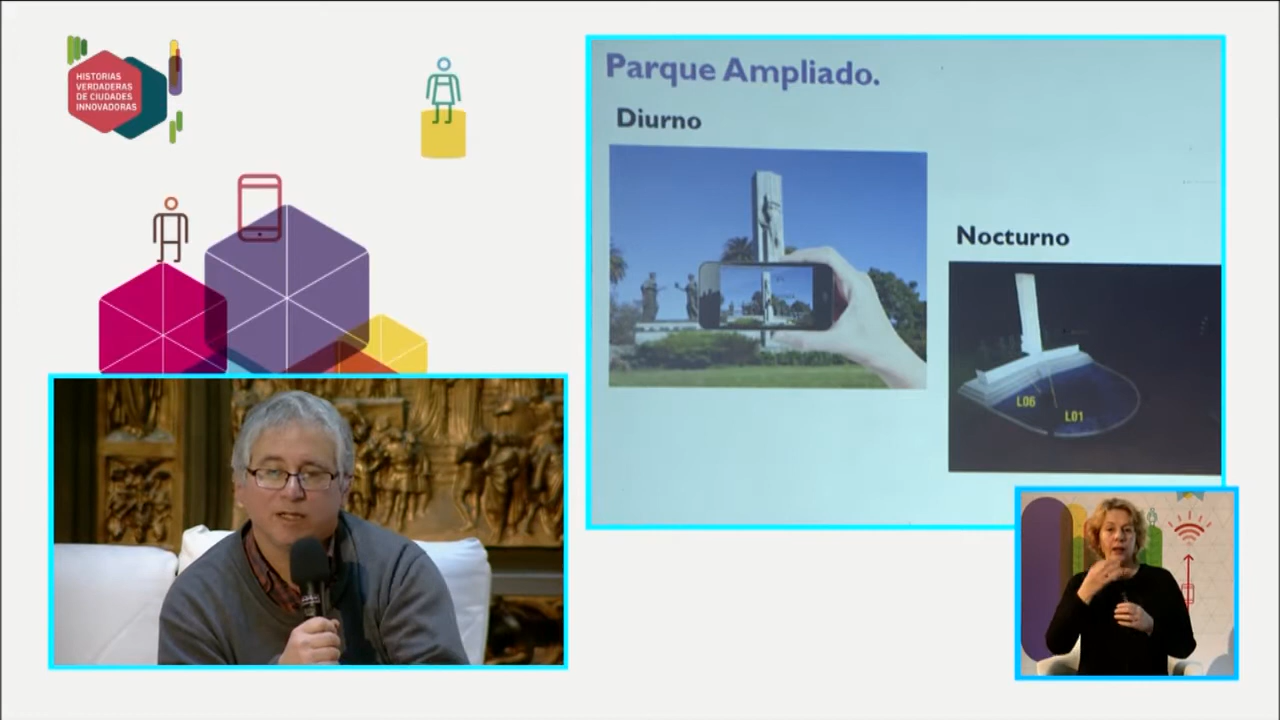 HISTORIAS
VERDADERAS
DE CIUDADES
INNOVADORAS
Parque Ampliado.
Diurno
Nocturno
L06
L01